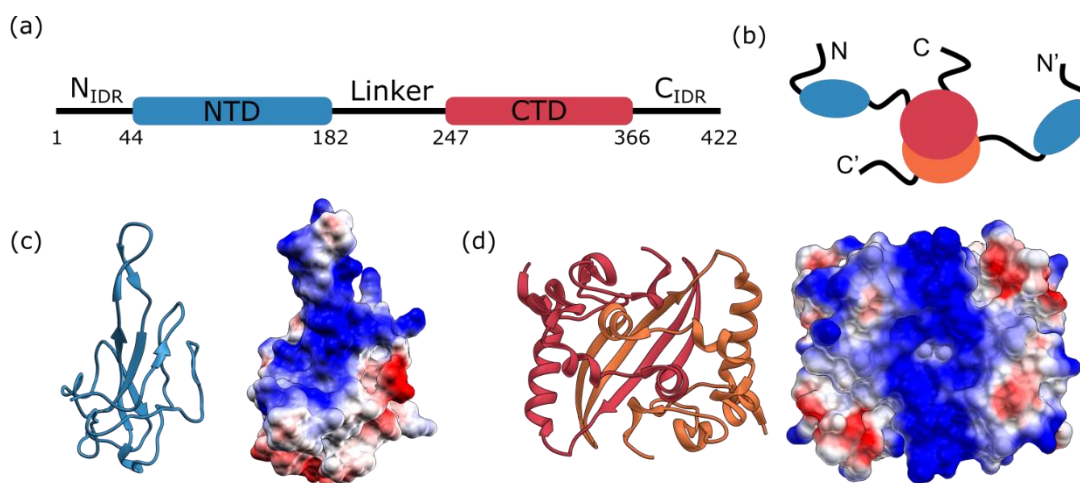 (a)
N_IDR NTD Linker CTD C_IDR
1 44 182 247 366 422
(b)
N C N'
C'
(c)
(d)